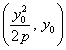 (y₀²/2p, y₀)